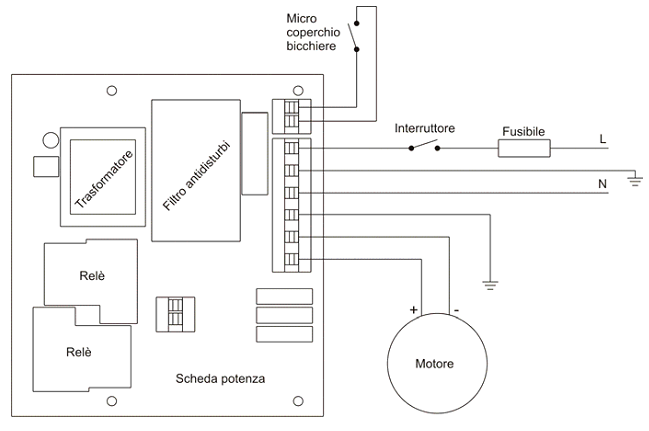 Micro
coperchio
bicchiere
Interruttore
Fusibile
L
N
Trasformatore
Filtro antidisturbi
Relè
Relè
Scheda potenza
+
-
Motore